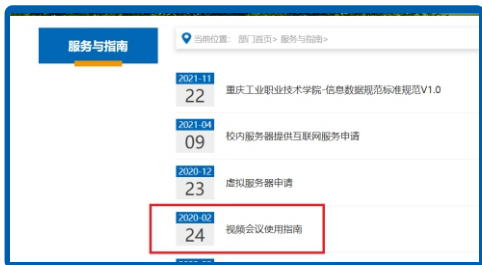 服务与指南
当前位置： 部门首页> 服务与指南>
2021-11
22
重庆工业职业技术学院-信息数据规范标准规范V1.0
2021-04
09
校内服务器提供互联网服务申请
2020-12
23
虚拟服务器申请
2020-02
24
视频会议使用指南